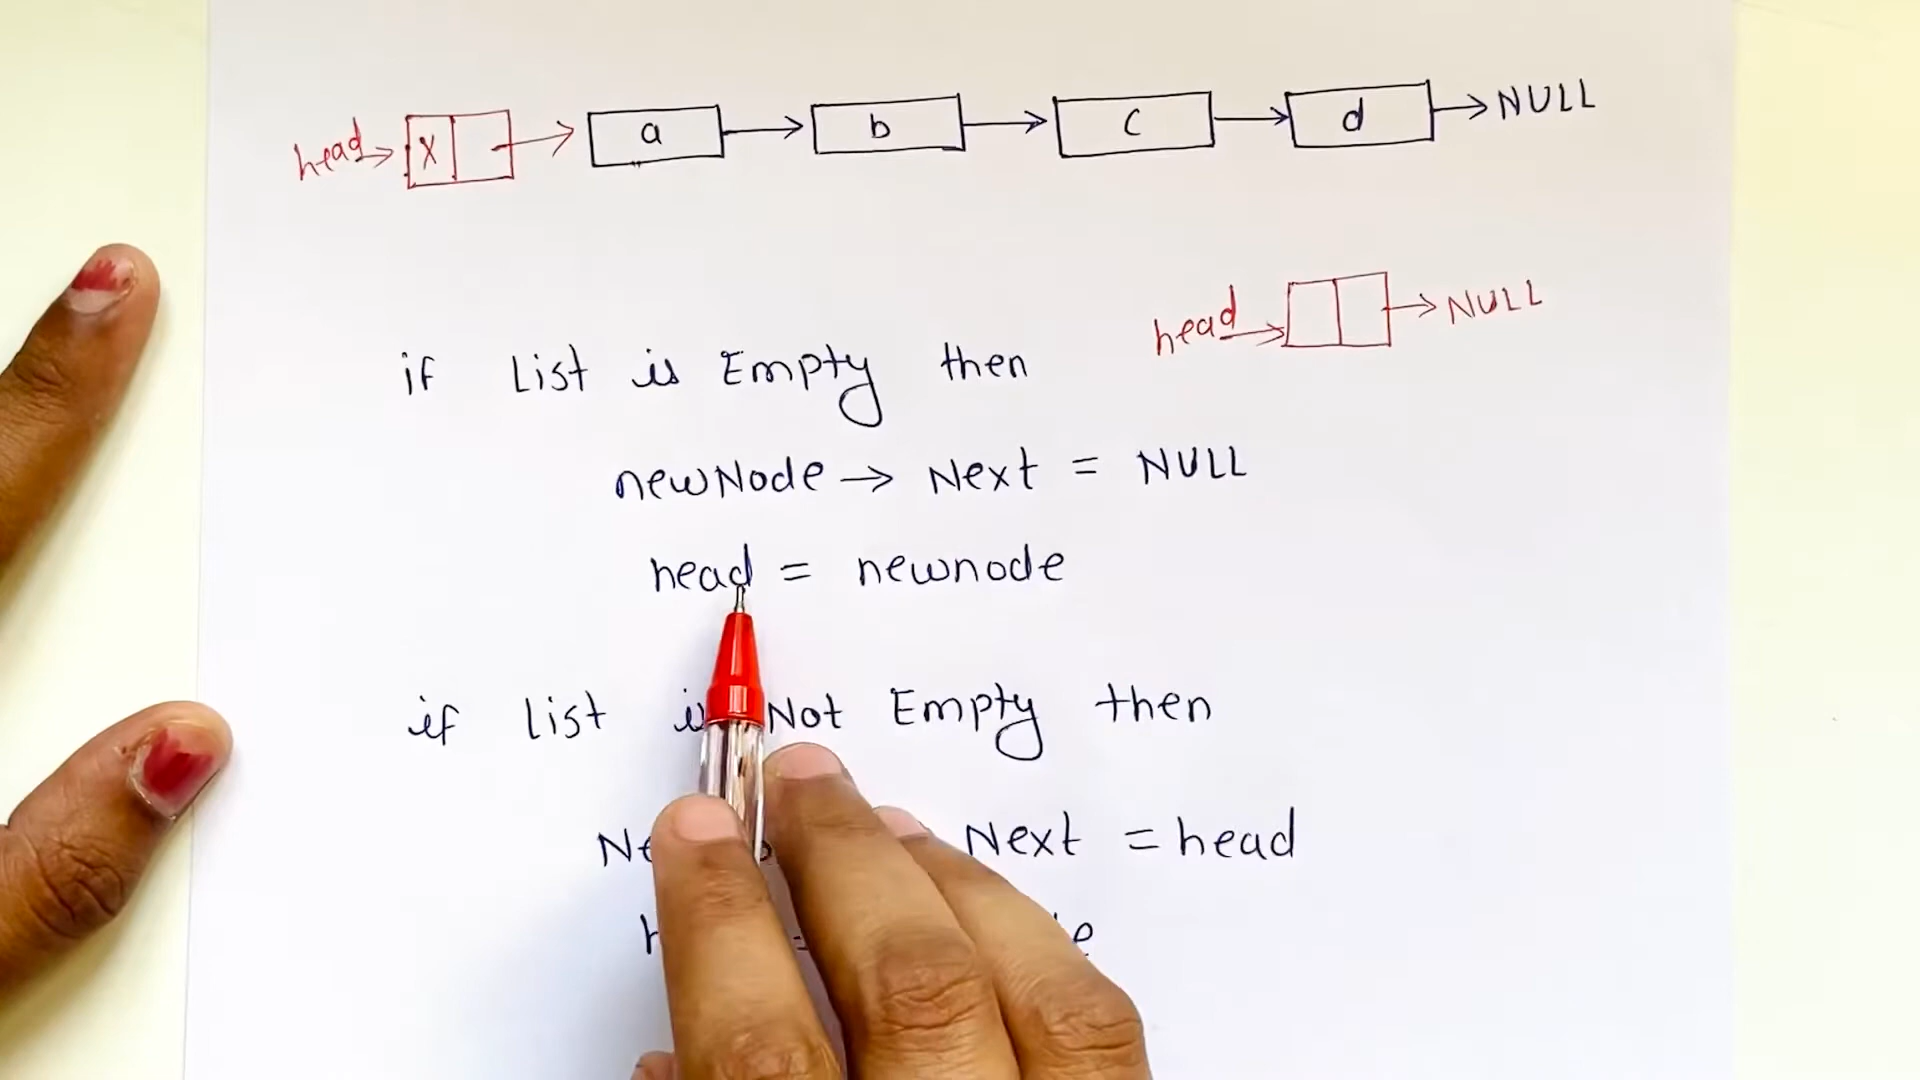 head X a b c d NULL
head NULL
if List is Empty then
newNode → Next = NULL
head = newnode
if List Not Empty then
Next = head